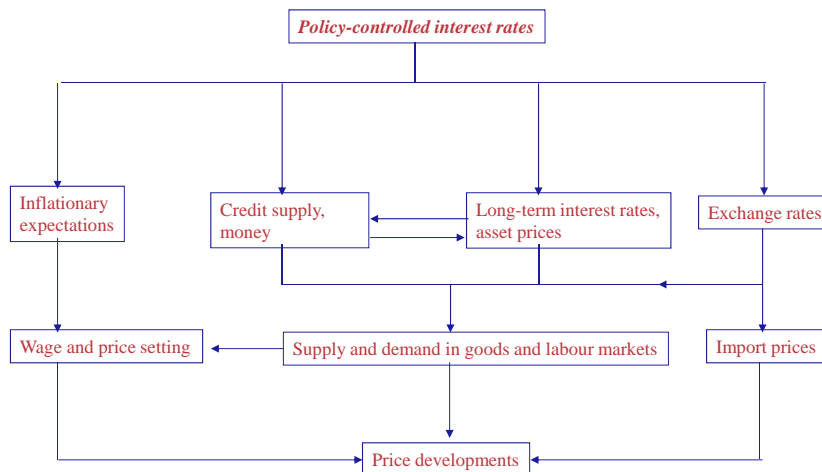 Policy-controlled interest rates
Inflationary
expectations
Credit supply,
money
Long-term interest rates,
asset prices
Exchange rates
Wage and price setting
Supply and demand in goods and labour markets
Import prices
Price developments